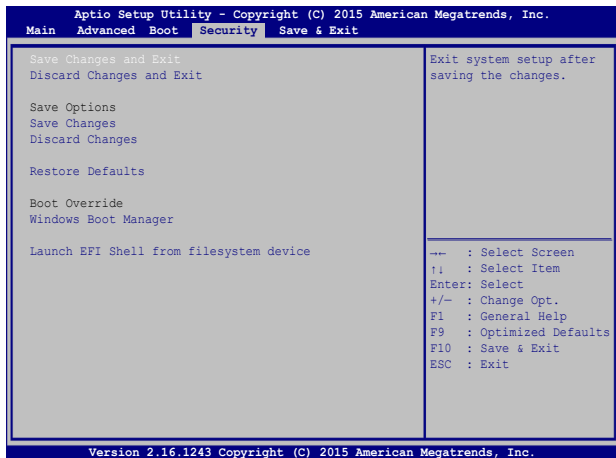 Aptio Setup Utility - Copyright (C) 2015 American Megatrends, Inc.
Main Advanced Boot Security Save & Exit
Save Changes and Exit
Discard Changes and Exit
Save Options
Save Changes
Discard Changes
Restore Defaults
Boot Override
Windows Boot Manager
Launch EFI Shell from filesystem device
Exit system setup after
saving the changes.
→← : Select Screen
↑↓ : Select Item
Enter: Select
+/— : Change Opt.
F1 : General Help
F9 : Optimized Defaults
F10 : Save & Exit
ESC : Exit
Version 2.16.1243 Copyright (C) 2015 American Megatrends, Inc.